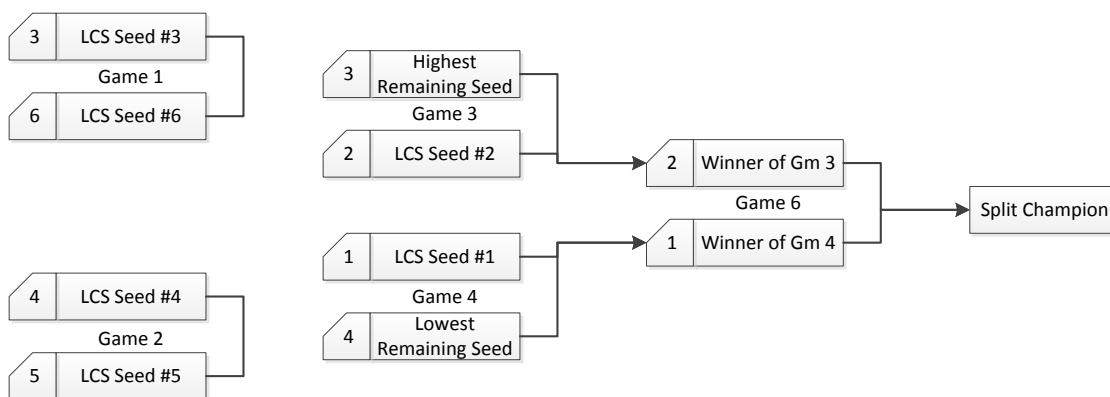 3
LCS Seed #3
Game 1
6
LCS Seed #6
4
LCS Seed #4
Game 2
5
LCS Seed #5
3
Highest
Remaining Seed
Game 3
2
LCS Seed #2
1
LCS Seed #1
Game 4
4
Lowest
Remaining Seed
2
Winner of Gm 3
Game 6
1
Winner of Gm 4
Split Champion